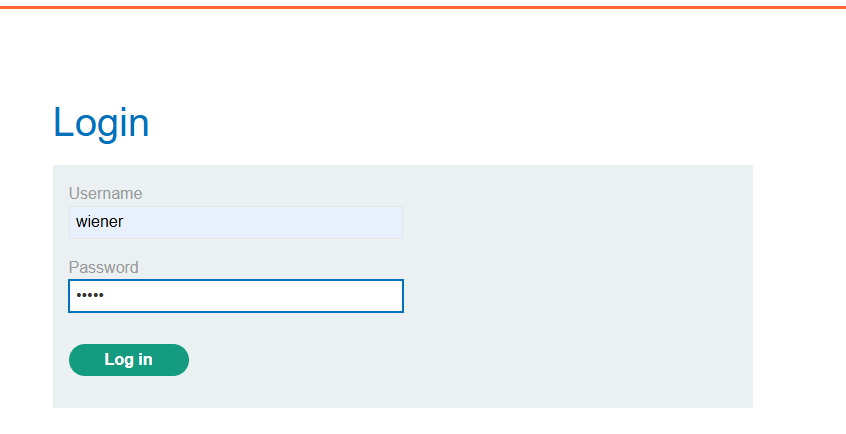 Login
Username
wiener
Password
•••••
Log in